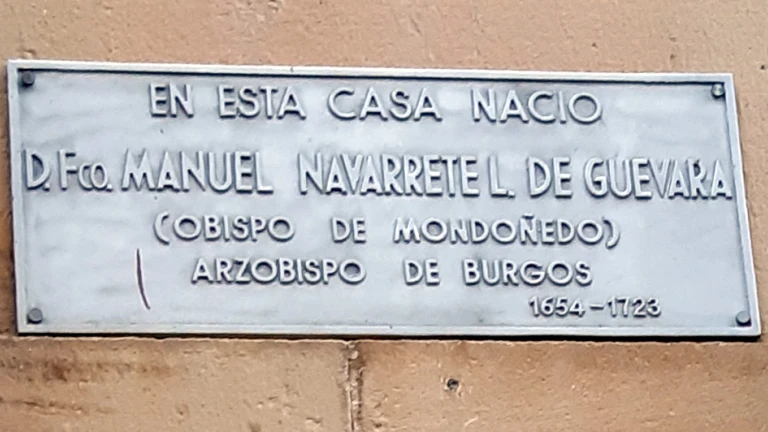 EN ESTA CASA NACIO
D. Fco. MANUEL NAVARRETE L. DE GUEVARA
(OBISPO DE MONDOÑEDO)
ARZOBISPO DE BURGOS
1654-1723